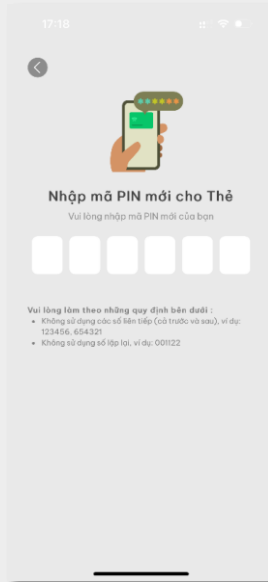 17:18
Nhập mã PIN mới cho Thẻ
Vui lòng nhập mã PIN mới của bạn
Vui lòng làm theo những quy định bên dưới :
• Không sử dụng các số liên tiếp (cả trước và sau), ví dụ:
123456, 654321
• Không sử dụng số lặp lại, ví dụ: 001122